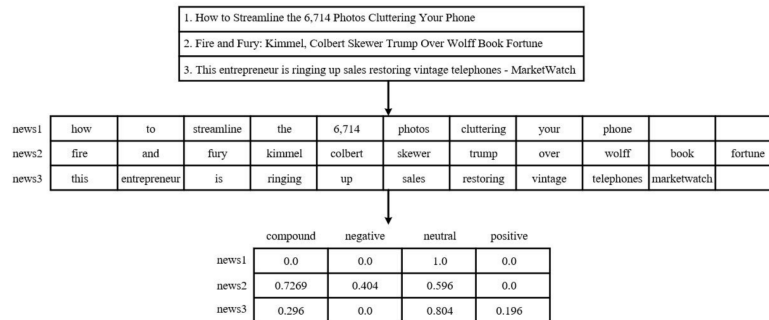 1. How to Streamline the 6,714 Photos Cluttering Your Phone
2. Fire and Fury: Kimmel, Colbert Skewer Trump Over Wolff Book Fortune
3. This entrepreneur is ringing up sales restoring vintage telephones - MarketWatch
news1 how to streamline the 6,714 photos cluttering your phone
news2 fire and fury kimmel colbert skewer trump over wolff book fortune
news3 this entrepreneur is ringing up sales restoring vintage telephones marketwatch
compound negative neutral positive
news1 0.0 0.0 1.0 0.0
news2 0.7269 0.404 0.596 0.0
news3 0.296 0.0 0.804 0.196